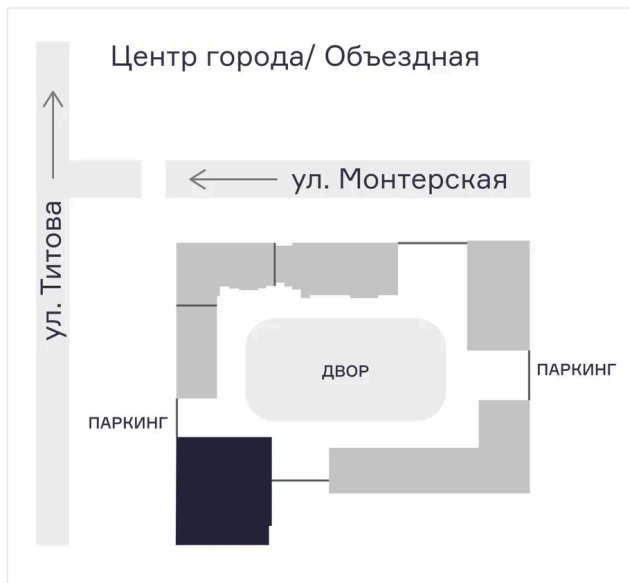 Центр города/ Объездная
ул. Монтерская
ул. Титова
ДВОР
ПАРКИНГ
ПАРКИНГ